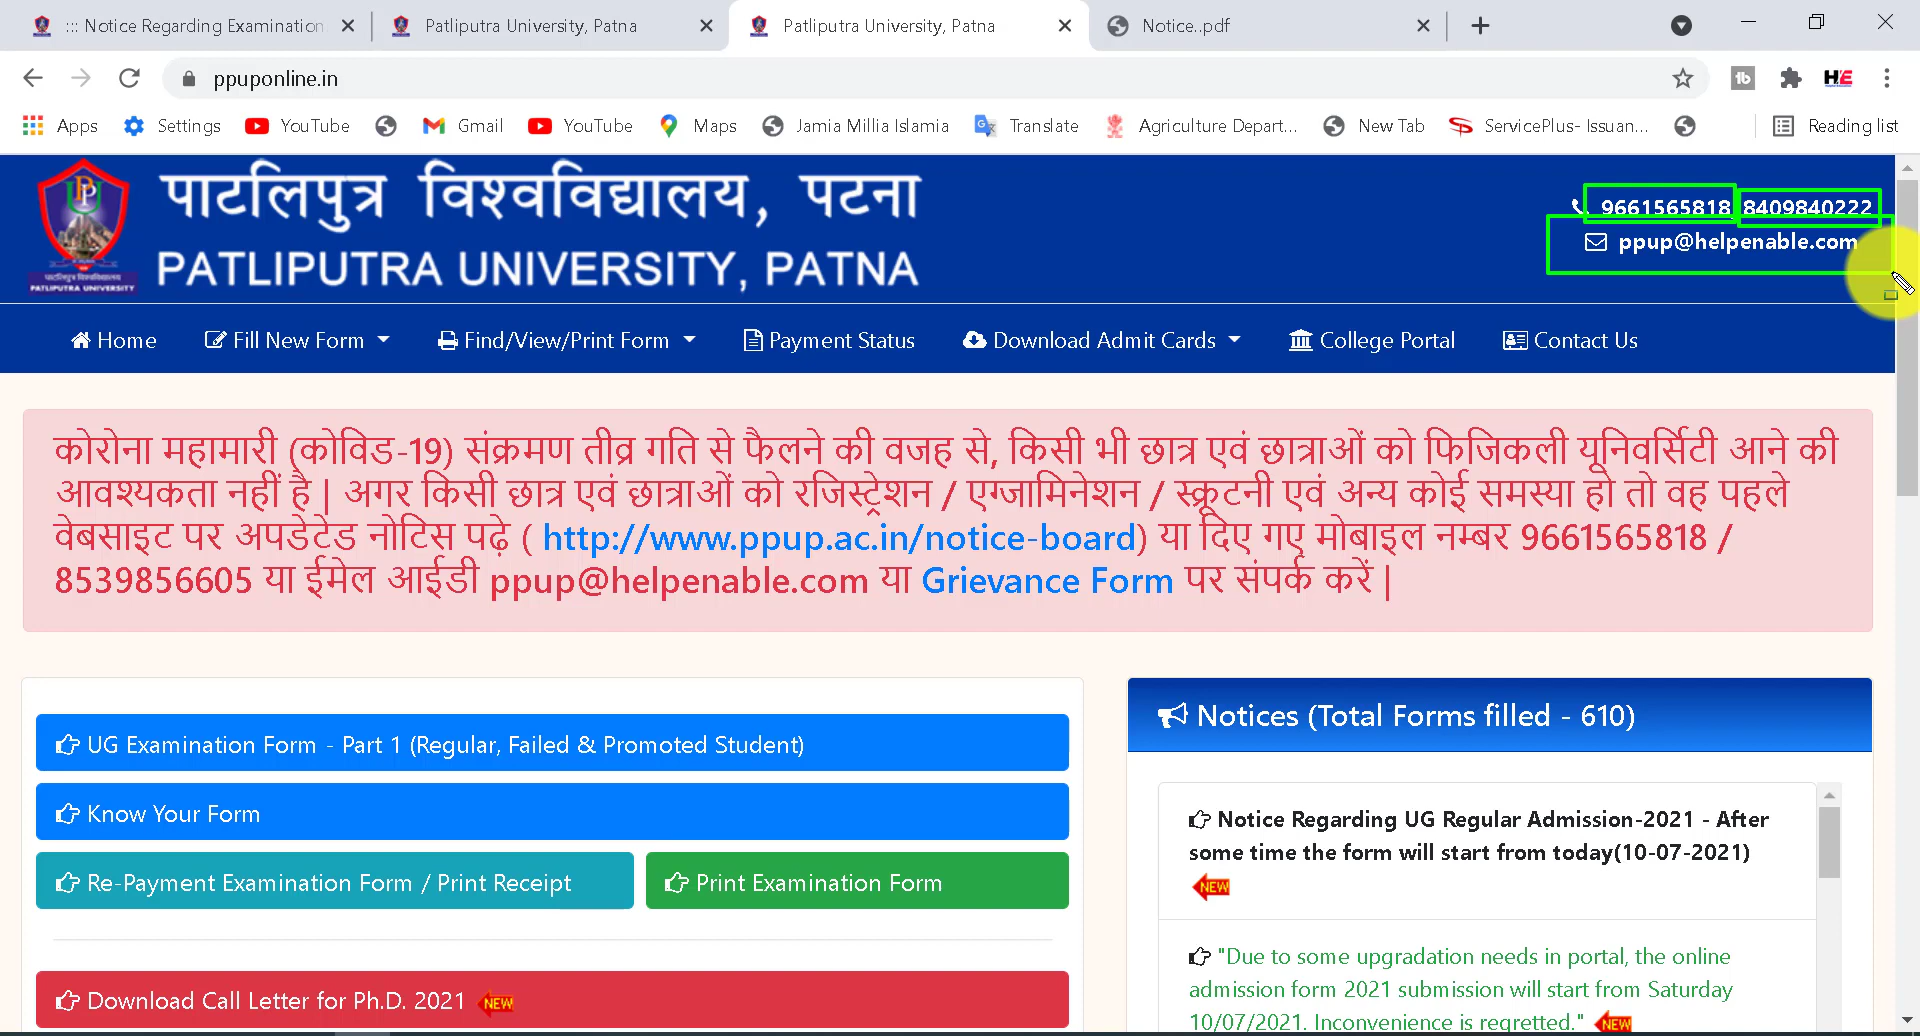 ::: Notice Regarding Examination
Patliputra University, Patna
Patliputra University, Patna
Notice..pdf
ppuponline.in
Apps
Settings
YouTube
Gmail
YouTube
Maps
Jamia Millia Islamia
Translate
Agriculture Depart...
New Tab
ServicePlus- Issuan...
Reading list
पाटलिपुत्र विश्वविद्यालय, पटना
PATLIPUTRA UNIVERSITY, PATNA
PATLIPUTRA UNIVERSITY
9661565818 8409840222
ppup@helpenable.com
Home
Fill New Form
Find/View/Print Form
Payment Status
Download Admit Cards
College Portal
Contact Us
कोरोना महामारी (कोविड-19) संक्रमण तीव्र गति से फैलने की वजह से, किसी भी छात्र एवं छात्राओं को फिजिकली यूनिवर्सिटी आने की
आवश्यकता नहीं है | अगर किसी छात्र एवं छात्राओं को रजिस्ट्रेशन / एग्जामिनेशन / स्क्रूटनी एवं अन्य कोई समस्या हो तो वह पहले
वेबसाइट पर अपडेटेड नोटिस पढ़े ( http://www.ppup.ac.in/notice-board) या दिए गए मोबाइल नम्बर 9661565818 /
8539856605 या ईमेल आईडी ppup@helpenable.com या Grievance Form पर संपर्क करें |
UG Examination Form - Part 1 (Regular, Failed & Promoted Student)
Know Your Form
Re-Payment Examination Form / Print Receipt
Print Examination Form
Download Call Letter for Ph.D. 2021 NEW
Notices (Total Forms filled - 610)
Notice Regarding UG Regular Admission-2021 - After
some time the form will start from today(10-07-2021)
NEW
"Due to some upgradation needs in portal, the online
admission form 2021 submission will start from Saturday
10/07/2021. Inconvenience is regretted." NEW